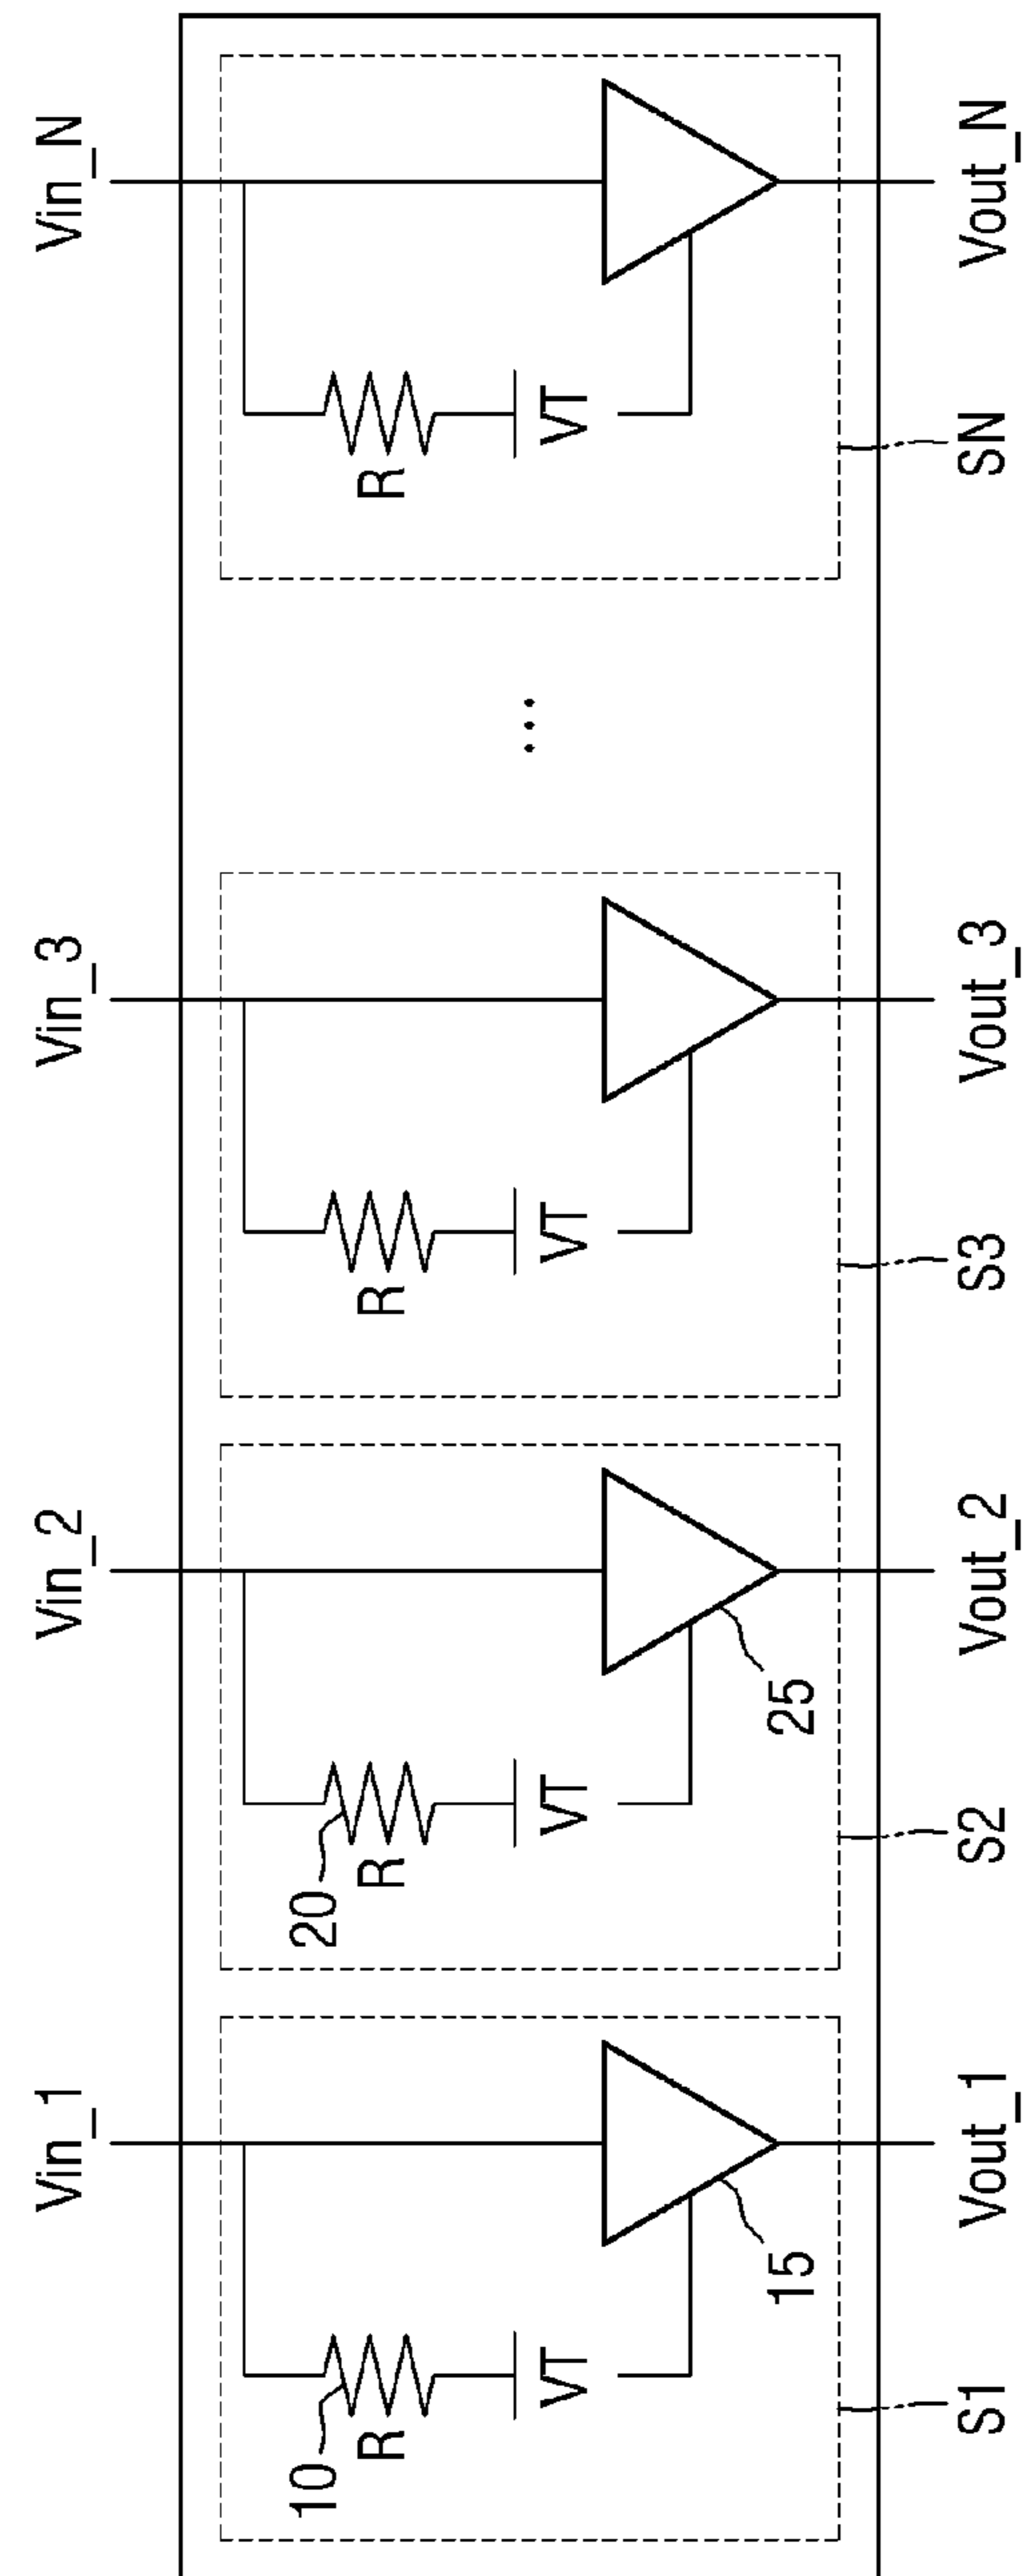 Vin_1
10
R
VT
15
Vout_1
S1
Vin_2
20
R
VT
25
Vout_2
S2
Vin_3
R
VT
Vout_3
S3
...
Vin_N
R
VT
Vout_N
SN